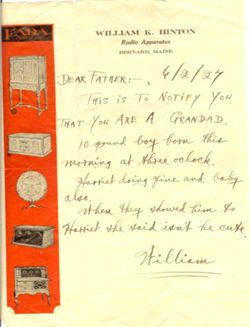 FADA
WILLIAM K. HINTON
Radio Apparatus
BERNARD, MAINE
DEAR FATHER:-, 6/2/27
THIS IS TO NOTIFY YOU
THAT YOU ARE A GRANDAD.
10 pound boy born this
morning at three oclock.
Harriet doing fine and baby
also.
When they showed him to
Harriet she said isn't he cute.
William